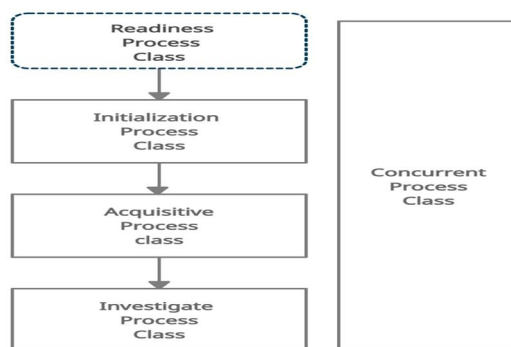 Readiness
Process
Class
Initialization
Process
Class
Acquisitive
Process
class
Investigate
Process
Class
Concurrent
Process
Class